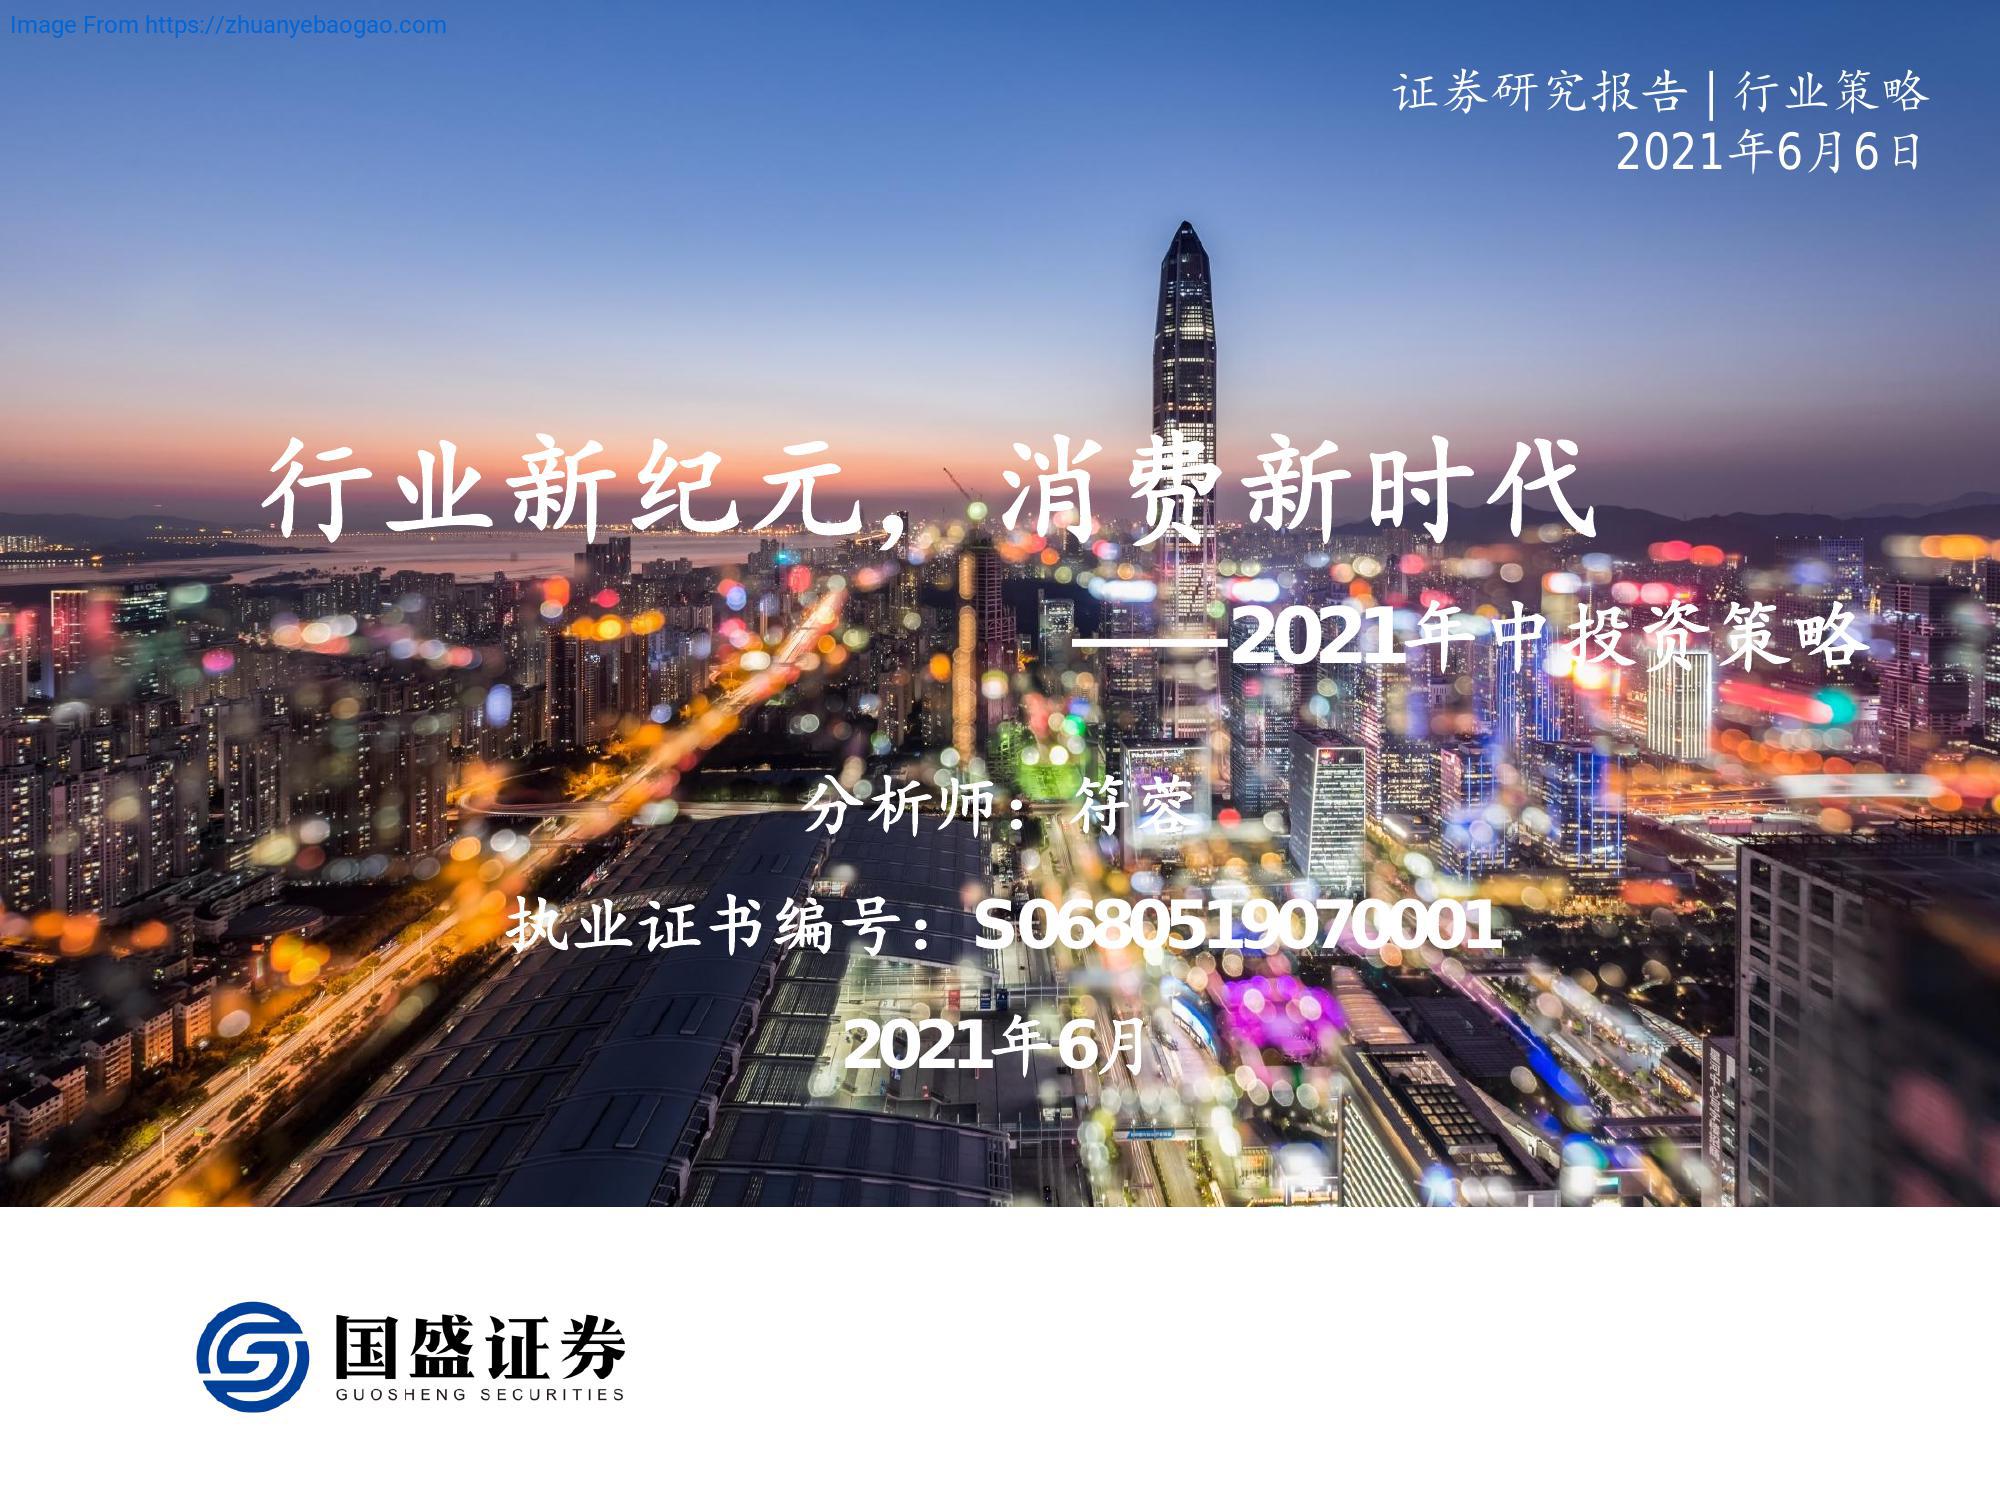 Image From https://zhuanyebaogao.com
证券研究报告 | 行业策略
2021年6月6日
行业新纪元，消费新时代
——2021年中投资策略
分析师：符蓉
执业证书编号：S0680519070001
2021年6月
国盛证券
GUOSHENG SECURITIES